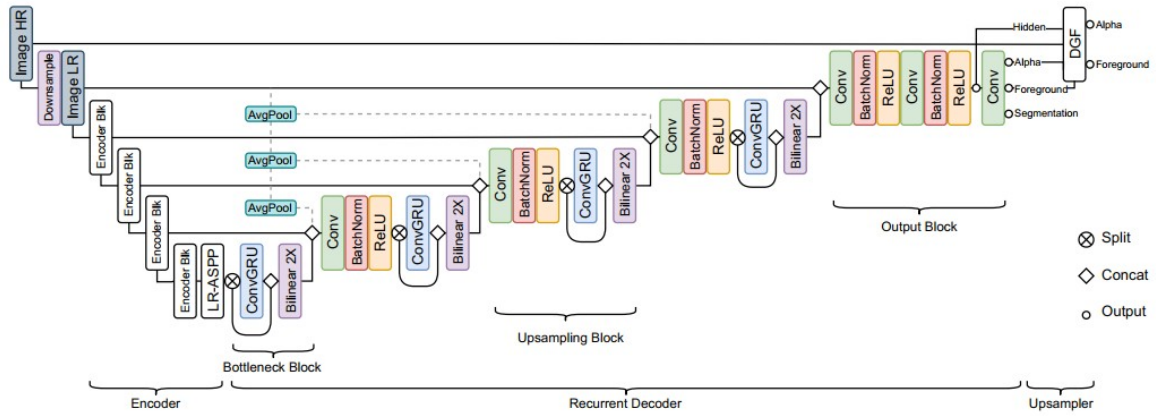 Image HR
Downsample
Image LR
Encoder Blk
Encoder Blk
Encoder Blk
Encoder Blk
LR-ASPP
ConvGRU
Bilinear 2X
AvgPool
AvgPool
AvgPool
Conv
BatchNorm
ReLU
ConvGRU
Bilinear 2X
Conv
BatchNorm
ReLU
ConvGRU
Bilinear 2X
Conv
BatchNorm
ReLU
ConvGRU
Bilinear 2X
Conv
BatchNorm
ReLU
Conv
BatchNorm
ReLU
Conv
Hidden
Alpha
Foreground
Segmentation
DGF
Alpha
Foreground
Output Block
Split
Concat
Output
Upsampling Block
Bottleneck Block
Encoder
Recurrent Decoder
Upsampler